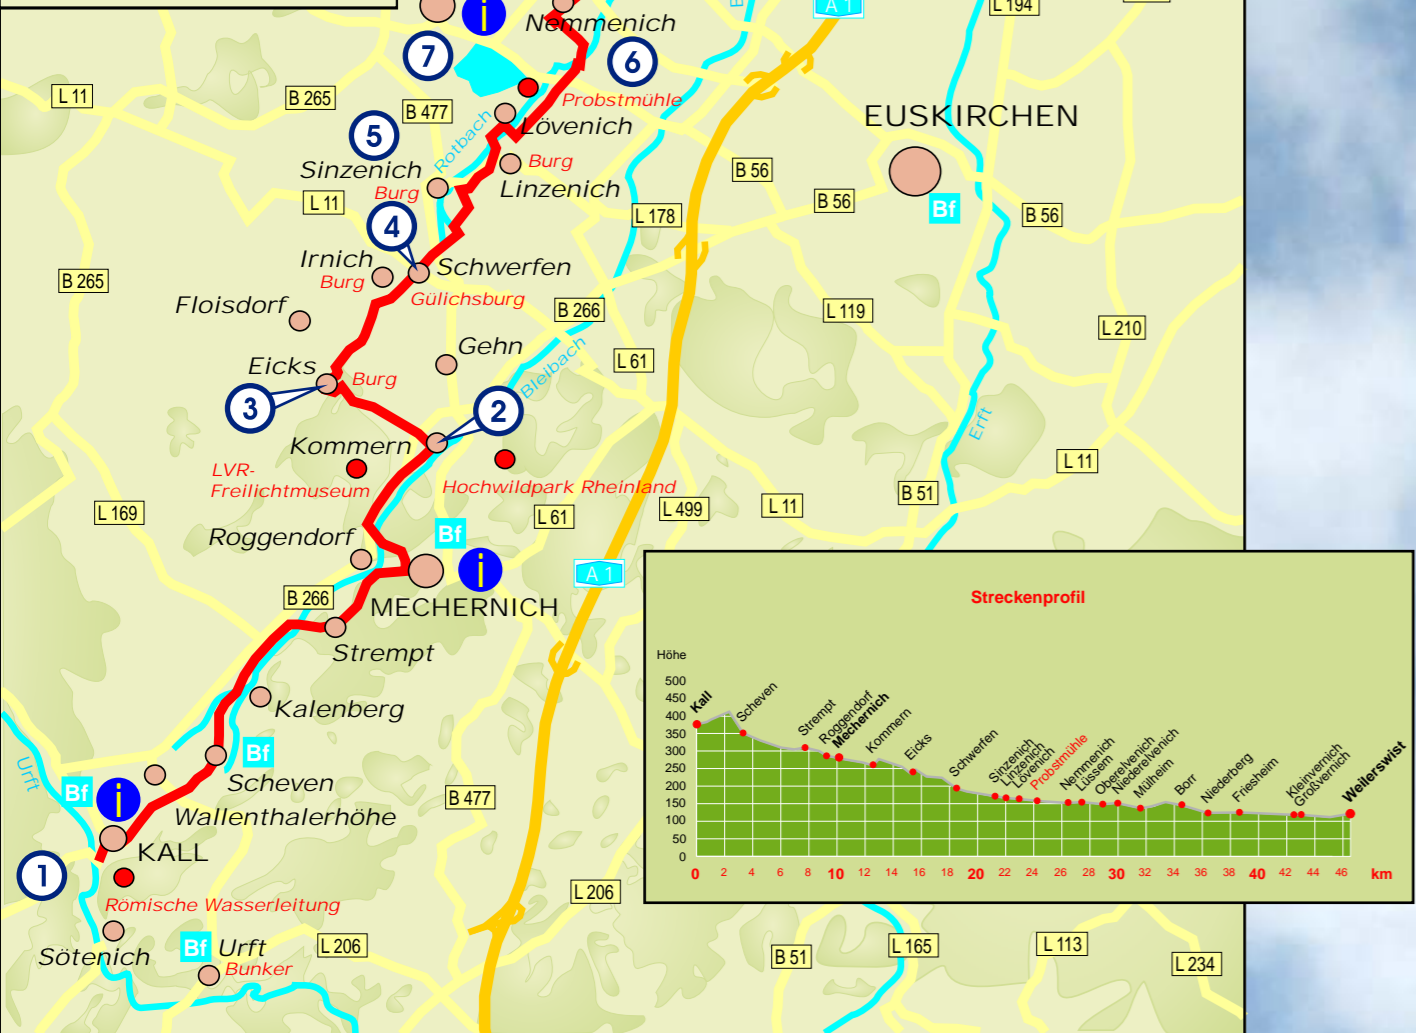 A 1
L 194
i
Nemmenich
7
6
L 11
B 265
B 477
Probstmühle
EUSKIRCHEN
5
Rotbach
Lövenich
Sinzenich
Burg
B 56
Burg
Linzenich
L 11
B 56
Bf
B 56
4
L 178
Irnich
Schwerfen
B 265
Burg
Gülichsburg
Floisdorf
B 266
L 119
L 210
Gehn
Eicks
Burg
L 61
Bleibach
3
2
Erft
Kommern
LVR-
Freilichtmuseum
Hochwildpark Rheinland
L 11
B 51
L 169
L 61
L 499
L 11
Roggendorf
Bf
i
A 1
B 266
MECHERNICH
Strempt
Kalenberg
Bf
Scheven
Urft
Bf
i
B 477
Wallenthalerhöhe
KALL
1
Römische Wasserleitung
L 206
Sötenich
Bf
Urft
Bunker
L 206
B 51
L 165
L 113
L 234
Streckenprofil
Höhe
500
450
400
350
300
250
200
150
100
50
0
Kall
Scheven
Strempt
Roggendorf
Mechernich
Kommern
Eicks
Schwerfen
Sinzenich
Linzenich
Lövenich
Probstmühle
Nemmenich
Lüssem
Oberelvenich
Niederelvenich
Mülheim
Borr
Niederberg
Friesheim
Kleinvernich
Großvernich
Weilerswist
0 2 4 6 8 10 12 14 16 18 20 22 24 26 28 30 32 34 36 38 40 42 44 46 km